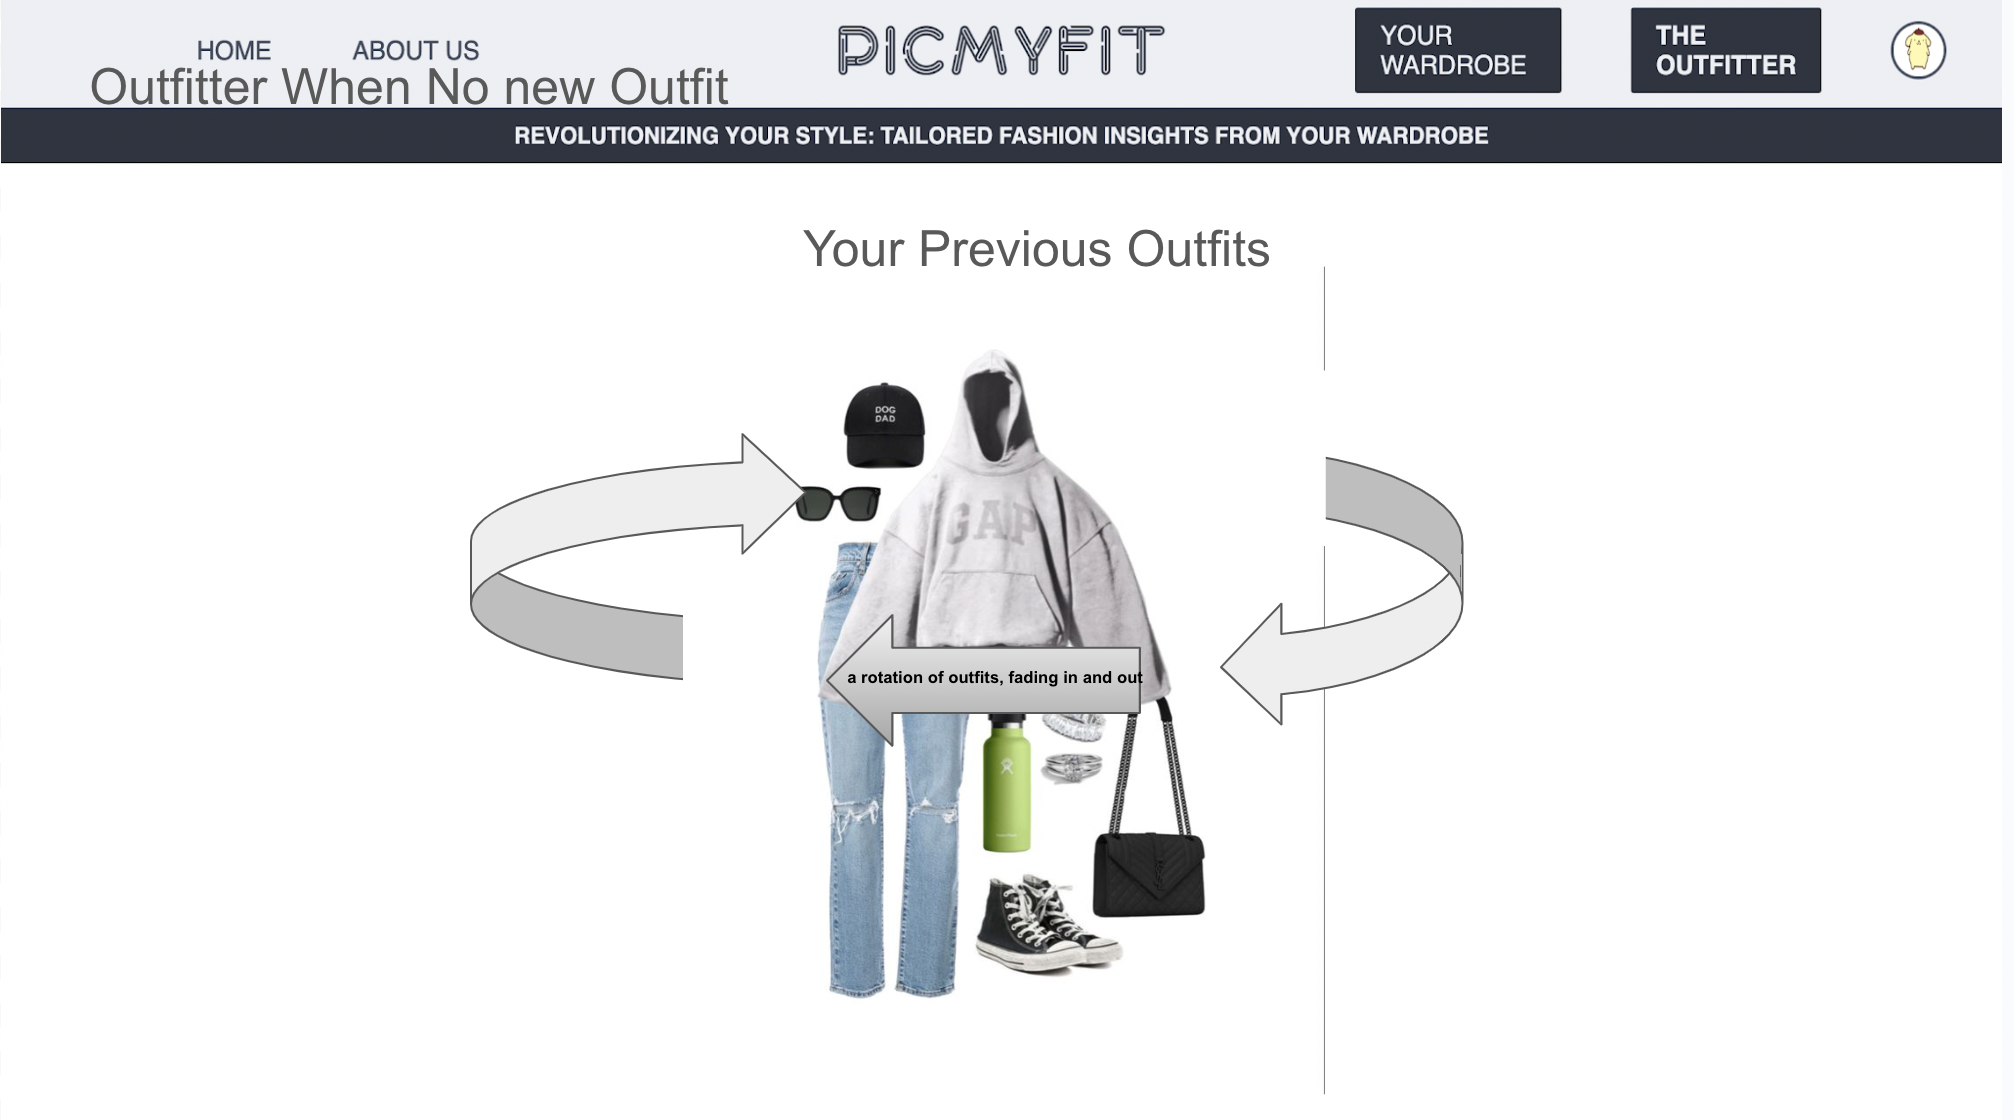 HOME
ABOUT US
PICMYFIT
YOUR
WARDROBE
THE
OUTFITTER
Outfitter When No new Outfit
REVOLUTIONIZING YOUR STYLE: TAILORED FASHION INSIGHTS FROM YOUR WARDROBE
Your Previous Outfits
DOG
DAD
GAP
a rotation of outfits, fading in and out